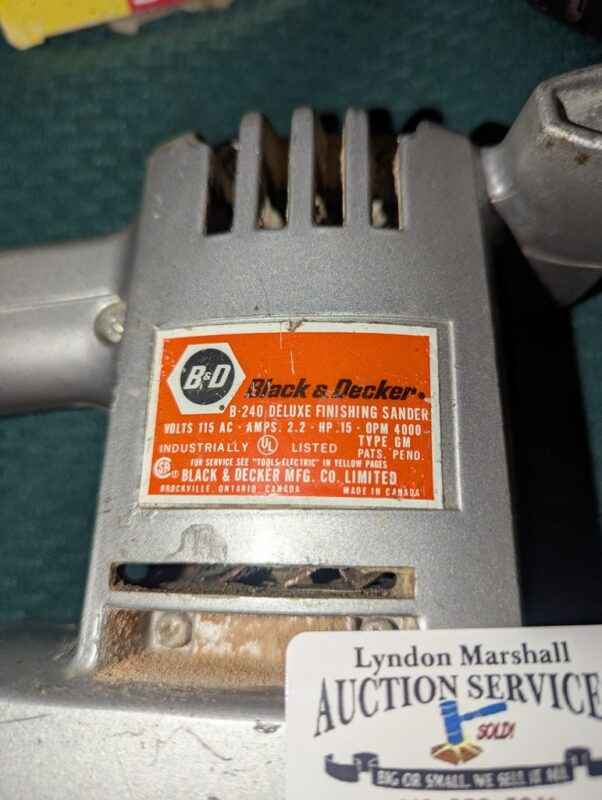 B&D
Black & Decker®
B-240 DELUXE FINISHING SANDER
VOLTS 115 AC · AMPS. 2.2 · HP .15 · OPM 4000
TYPE GM
INDUSTRIALLY UL LISTED
PATS. PEND.
FOR SERVICE SEE "TOOLS-ELECTRIC" IN YELLOW PAGES
BLACK & DECKER MFG. CO. LIMITED
BROCKVILLE, ONTARIO, CANADA MADE IN CANADA
Lyndon Marshall
AUCTION SERVICE
SOLD!
BIG OR SMALL, WE SELL IT ALL